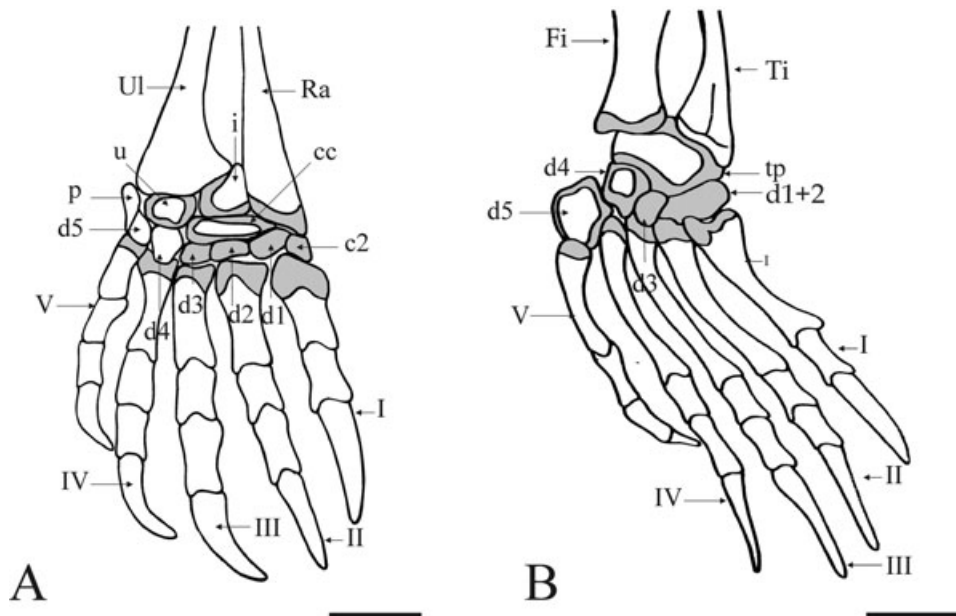 Ul
Ra
i
u
cc
p
d5
c2
V
d4
d3
d2
d1
I
IV
III
II
A
Fi
Ti
d4
tp
d1+2
d5
I
d3
V
I
II
IV
III
B